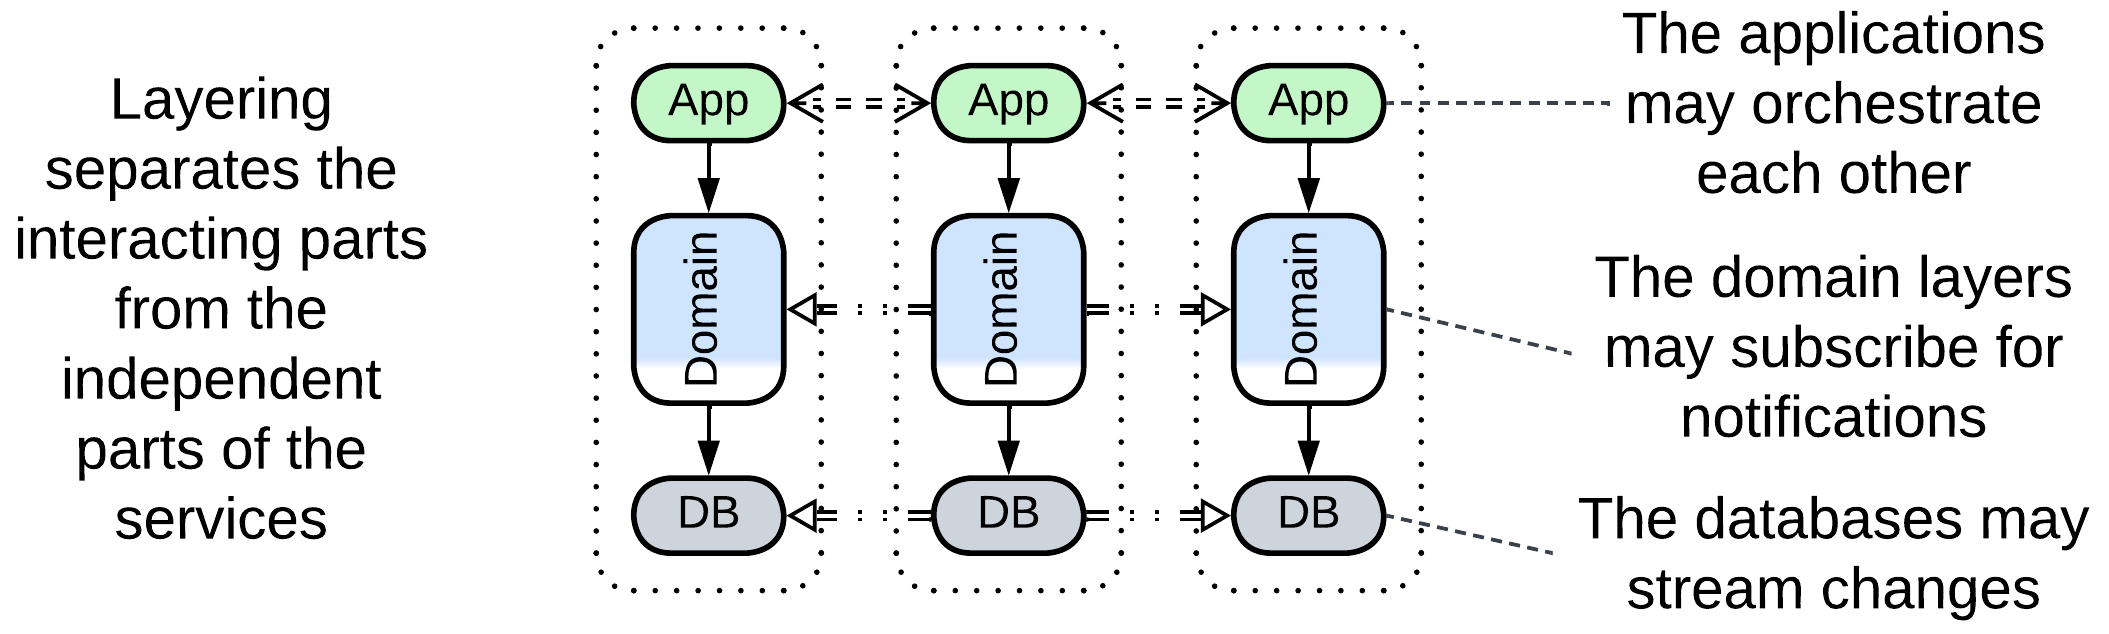 Layering
separates the
interacting parts
from the
independent
parts of the
services
App
App
App
Domain
Domain
Domain
DB
DB
DB
The applications
may orchestrate
each other
The domain layers
may subscribe for
notifications
The databases may
stream changes